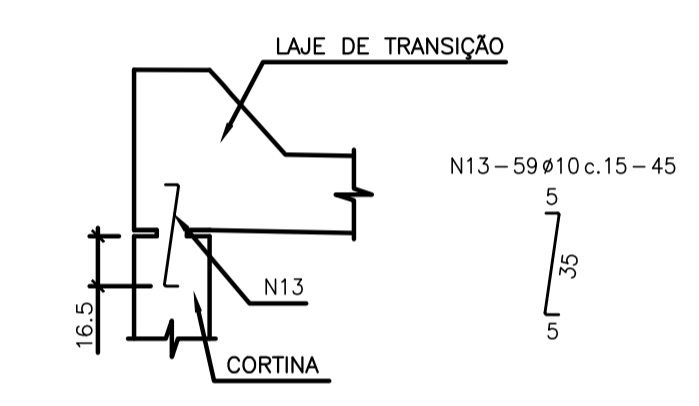 LAJE DE TRANSIÇÃO
N13-59ø10c.15-45
5
35
5
N13
16.5
CORTINA